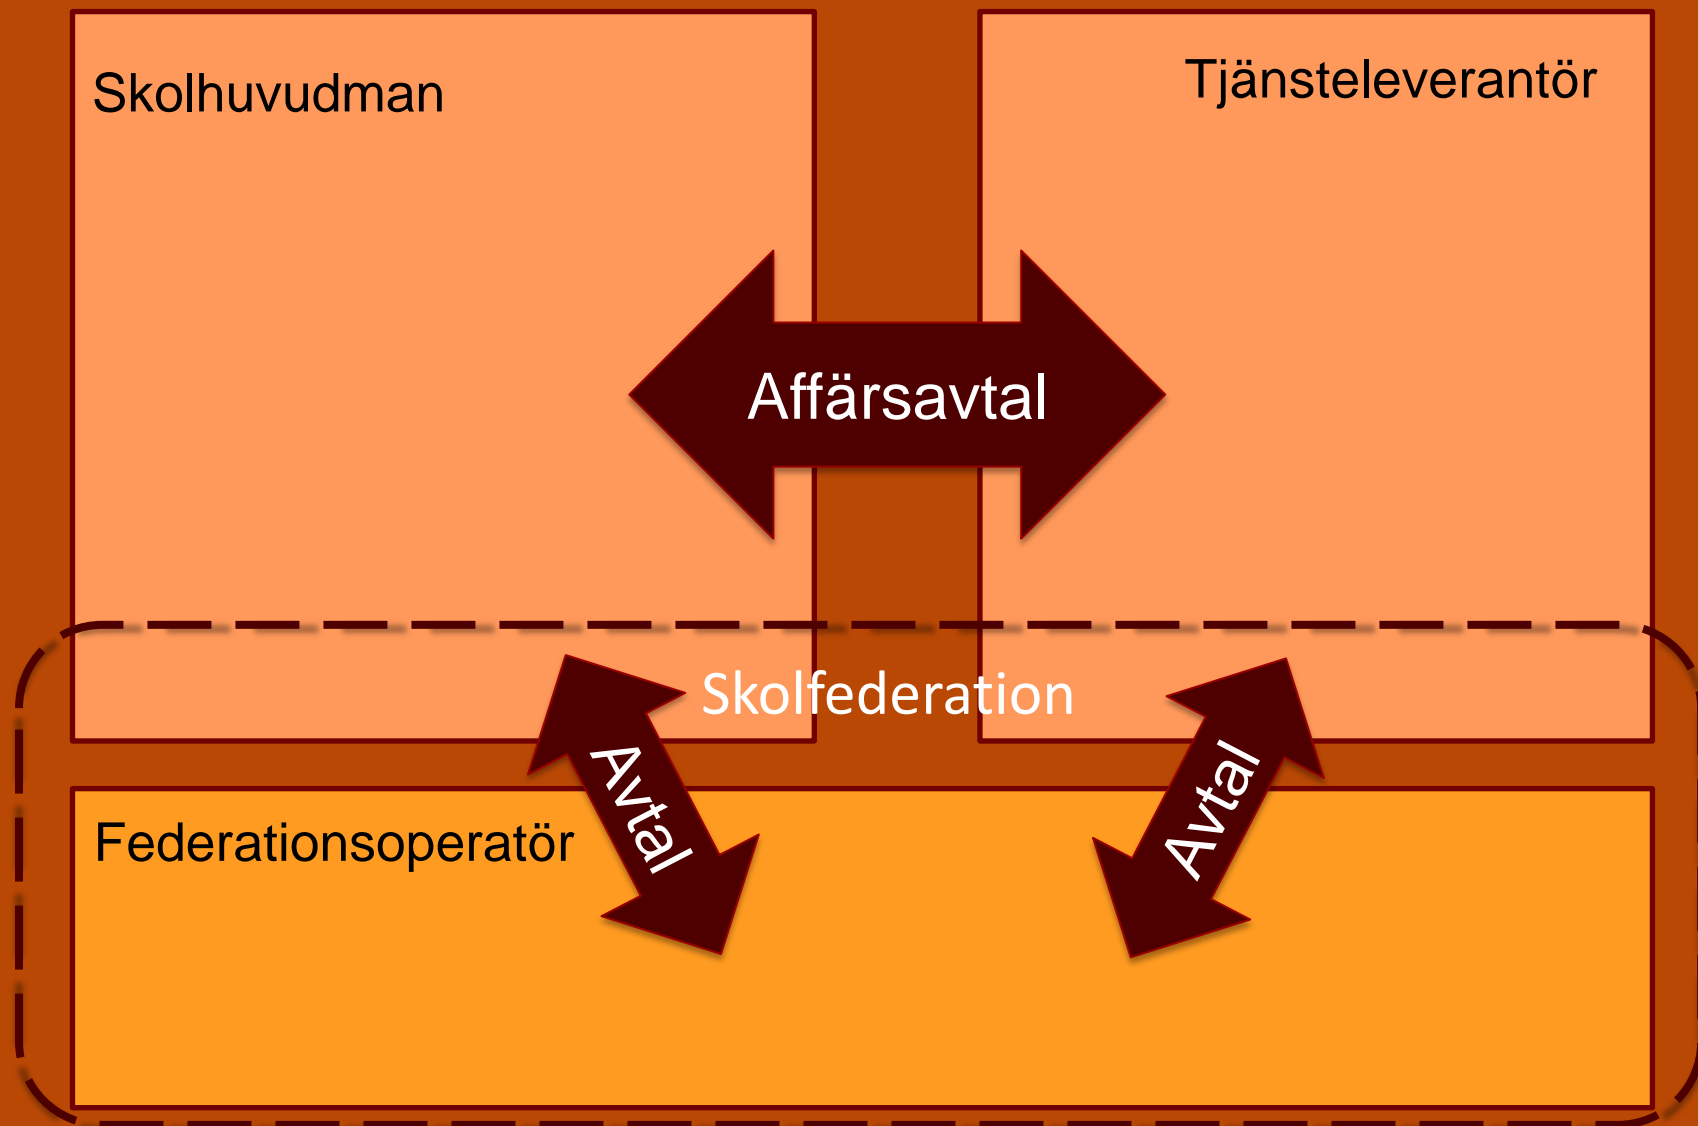 Skolhuvudman
Tjänsteleverantör
Affärsavtal
Skolfederation
Avtal
Avtal
Federationsoperatör